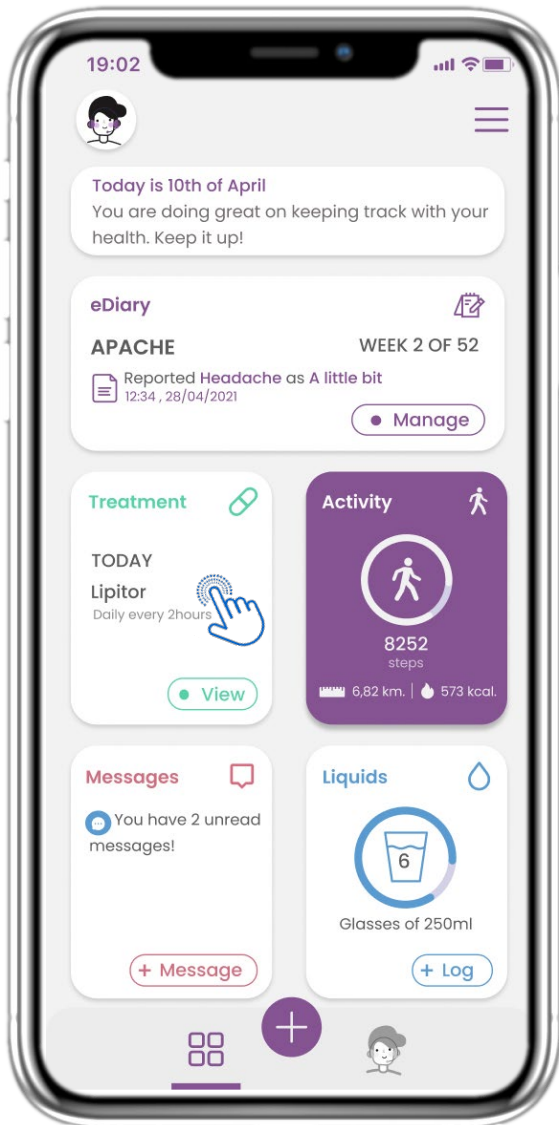 19:02
Today is 10th of April
You are doing great on keeping track with your
health. Keep it up!
eDiary
APACHE
WEEK 2 OF 52
Reported Headache as A little bit
12:34 , 28/04/2021
Manage
Treatment
TODAY
Lipitor
Daily every 2hours
View
Activity
8252
steps
6,82 km.
573 kcal.
Messages
You have 2 unread
messages!
+ Message
Liquids
6
Glasses of 250ml
+ Log